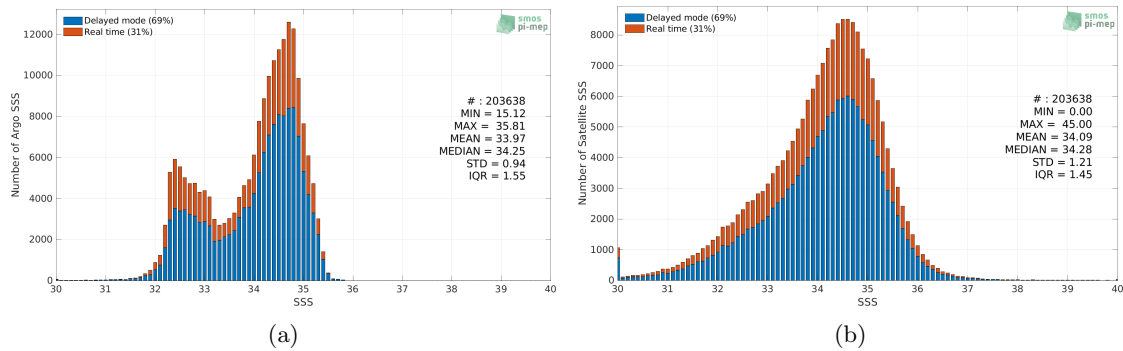 Delayed mode (69%)
Real time (31%)
smos
pi-mep
12000
10000
8000
6000
4000
2000
0
Number of Argo SSS
# : 203638
MIN = 15.12
MAX = 35.81
MEAN = 33.97
MEDIAN = 34.25
STD = 0.94
IQR = 1.55
30 31 32 33 34 35 36 37 38 39 40
SSS
(a)
Delayed mode (69%)
Real time (31%)
smos
pi-mep
8000
7000
6000
5000
4000
3000
2000
1000
0
Number of Satellite SSS
# : 203638
MIN = 0.00
MAX = 45.00
MEAN = 34.09
MEDIAN = 34.28
STD = 1.21
IQR = 1.45
30 31 32 33 34 35 36 37 38 39 40
SSS
(b)